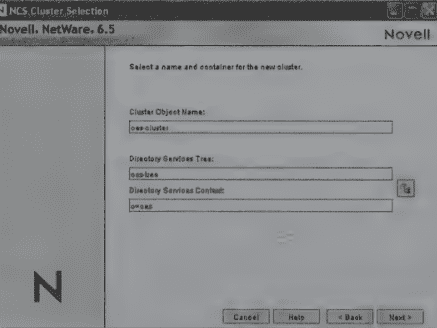 NCS Cluster Selection
Novell. NetWare. 6.5
Novell
Select a name and container for the new cluster.
Cluster Object Name:
Directory Services Tree:
Directory Services Context:
N
Cancel
Help
< Back
Next >